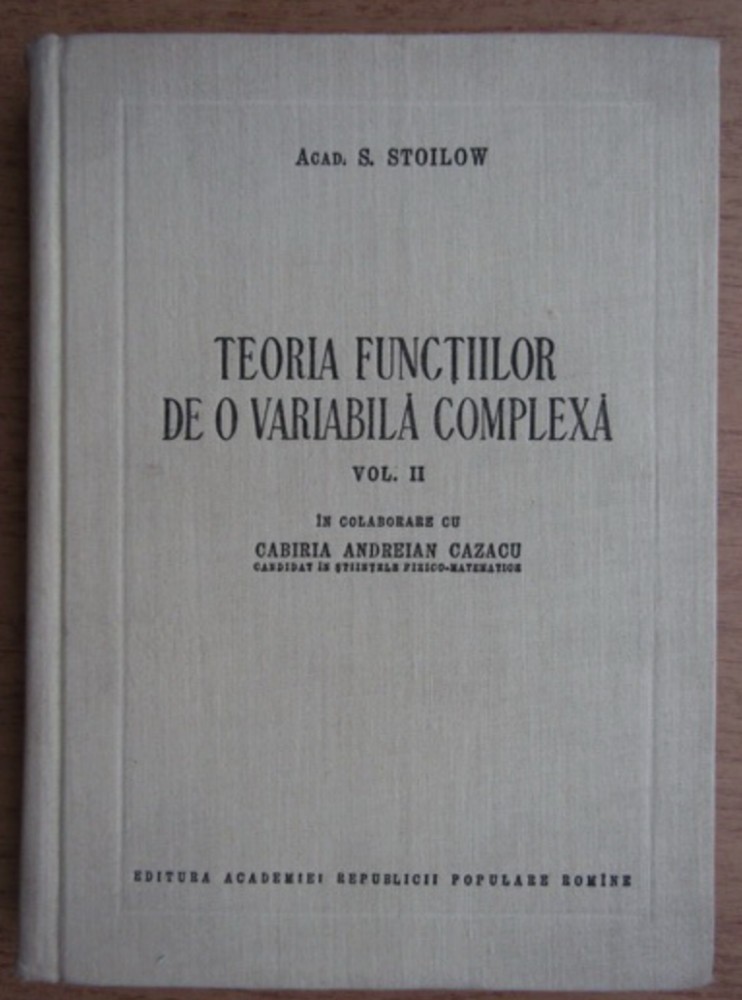 ACAD. S. STOILOW
TEORIA FUNCȚIILOR
DE O VARIABILĂ COMPLEXĂ
VOL. II
ÎN COLABORARE CU
CABIRIA ANDREIAN CAZACU
CANDIDAT ÎN ȘTIINȚELE FIZICO-MATEMATICE
EDITURA ACADEMIEI REPUBLICII POPULARE ROMÎNE